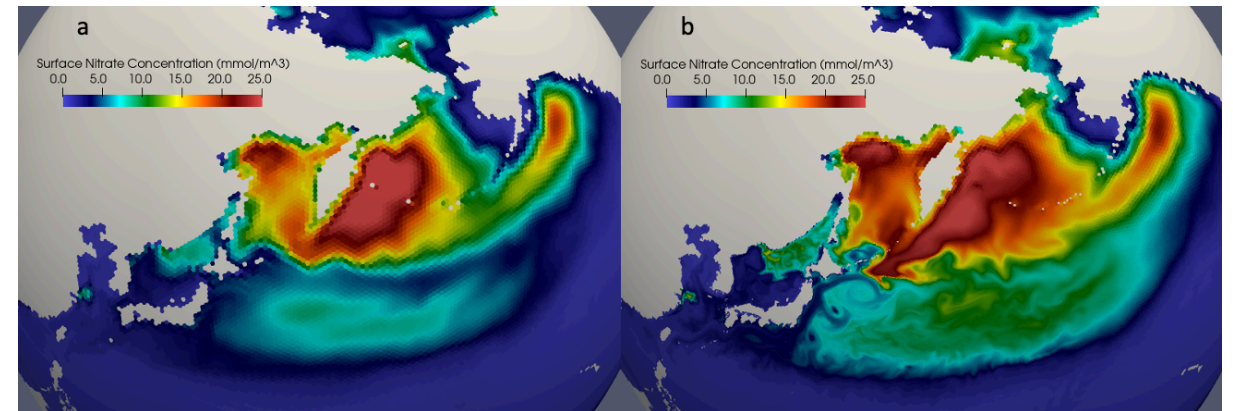 a
Surface Nitrate Concentration (mmol/m^3)
0.0 5.0 10.0 15.0 20.0 25.0
b
Surface Nitrate Concentration (mmol/m^3)
0.0 5.0 10.0 15.0 20.0 25.0